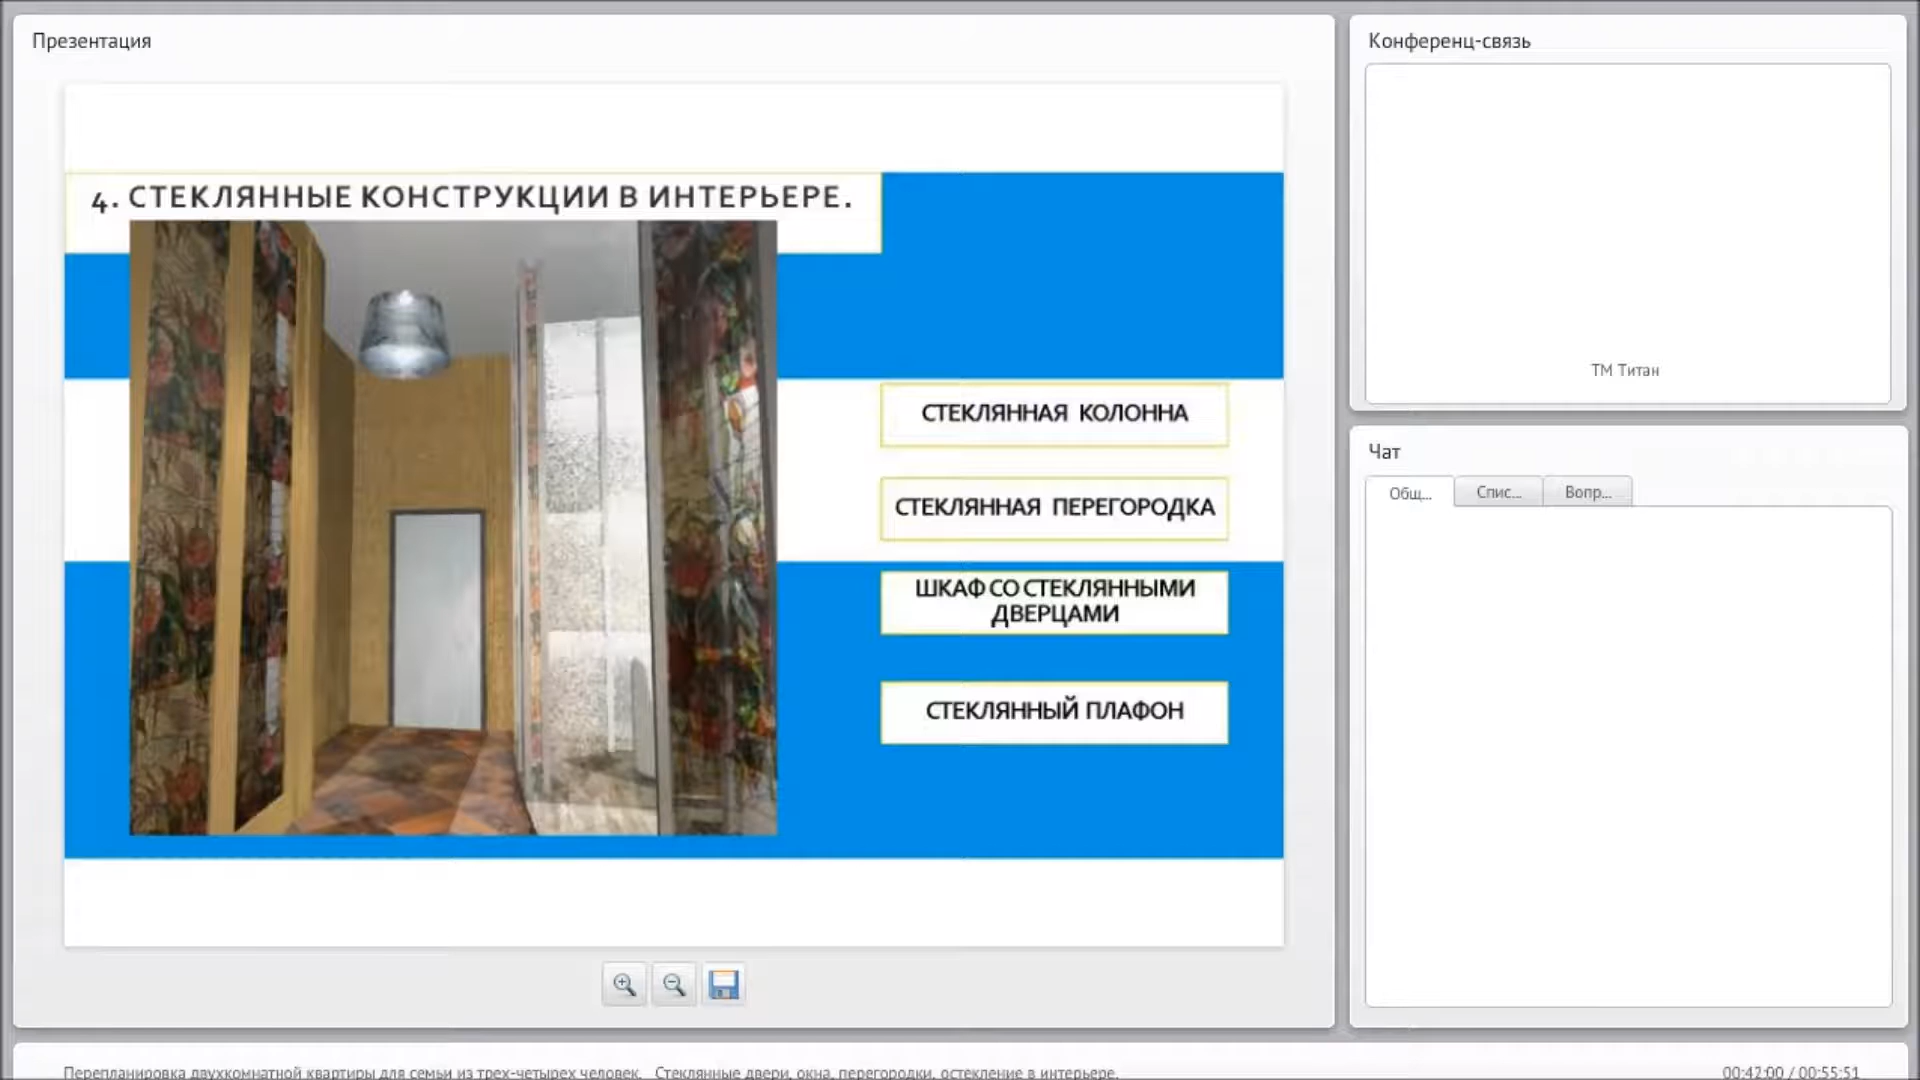 Презентация
4. СТЕКЛЯННЫЕ КОНСТРУКЦИИ В ИНТЕРЬЕРЕ.
СТЕКЛЯННАЯ КОЛОННА
СТЕКЛЯННАЯ ПЕРЕГОРОДКА
ШКАФ СО СТЕКЛЯННЫМИ
ДВЕРЦАМИ
СТЕКЛЯННЫЙ ПЛАФОН
Конференц-связь
ТМ Титан
Чат
Общ... Спис... Вопр...
Перепланировка двухкомнатной квартиры для семьи из трех-четырех человек. Стеклянные двери, окна, перегородки, остекление в интерьере.
00:42:00 / 00:55:51